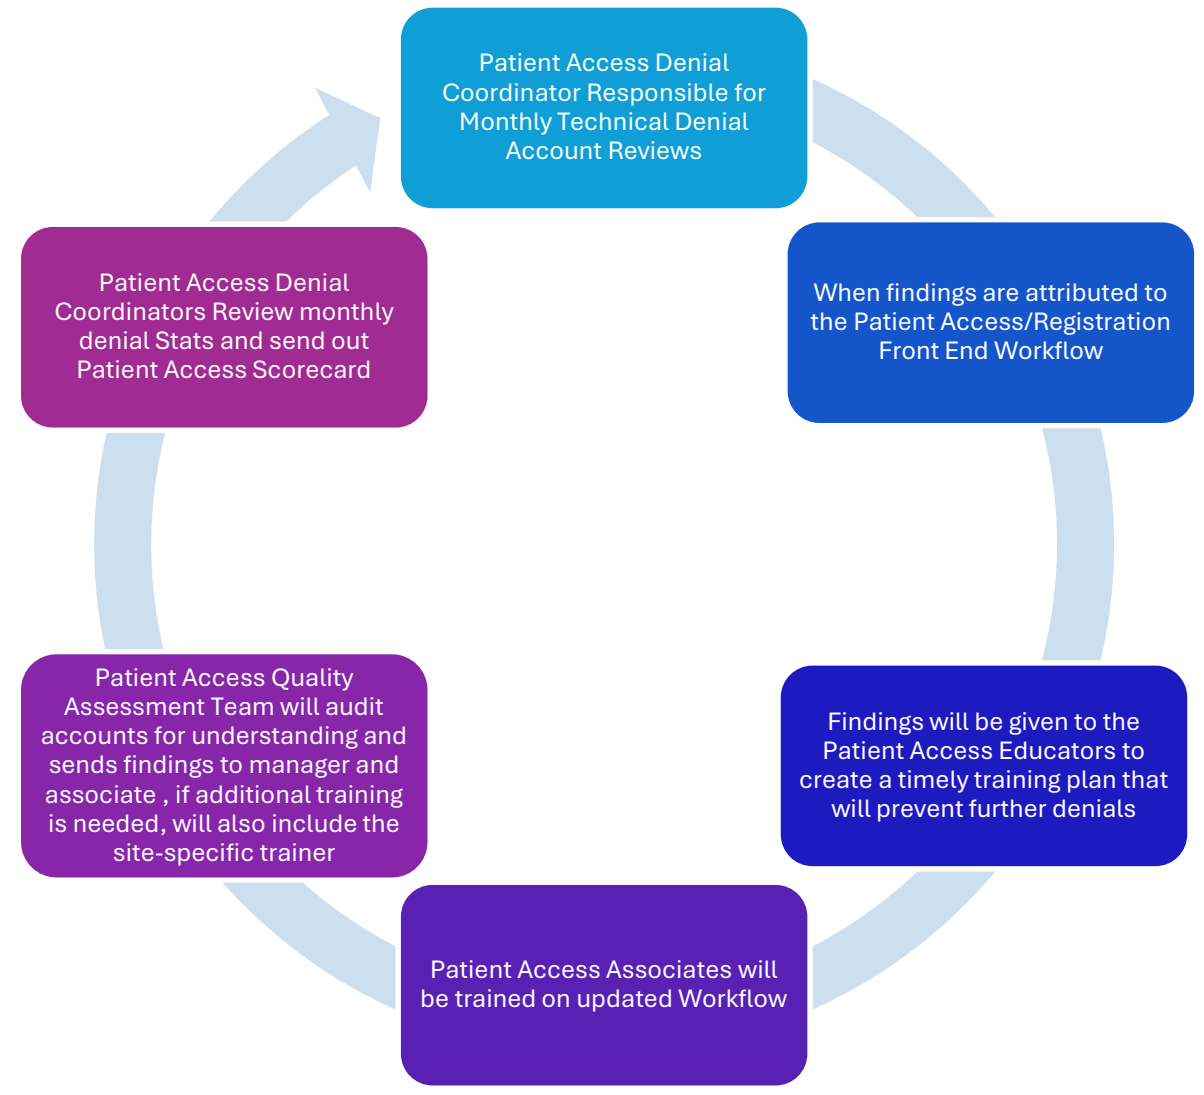 Patient Access Denial
Coordinator Responsible for
Monthly Technical Denial
Account Reviews
When findings are attributed to
the Patient Access/Registration
Front End Workflow
Findings will be given to the
Patient Access Educators to
create a timely training plan that
will prevent further denials
Patient Access Associates will
be trained on updated Workflow
Patient Access Quality
Assessment Team will audit
accounts for understanding and
sends findings to manager and
associate , if additional training
is needed, will also include the
site-specific trainer
Patient Access Denial
Coordinators Review monthly
denial Stats and send out
Patient Access Scorecard